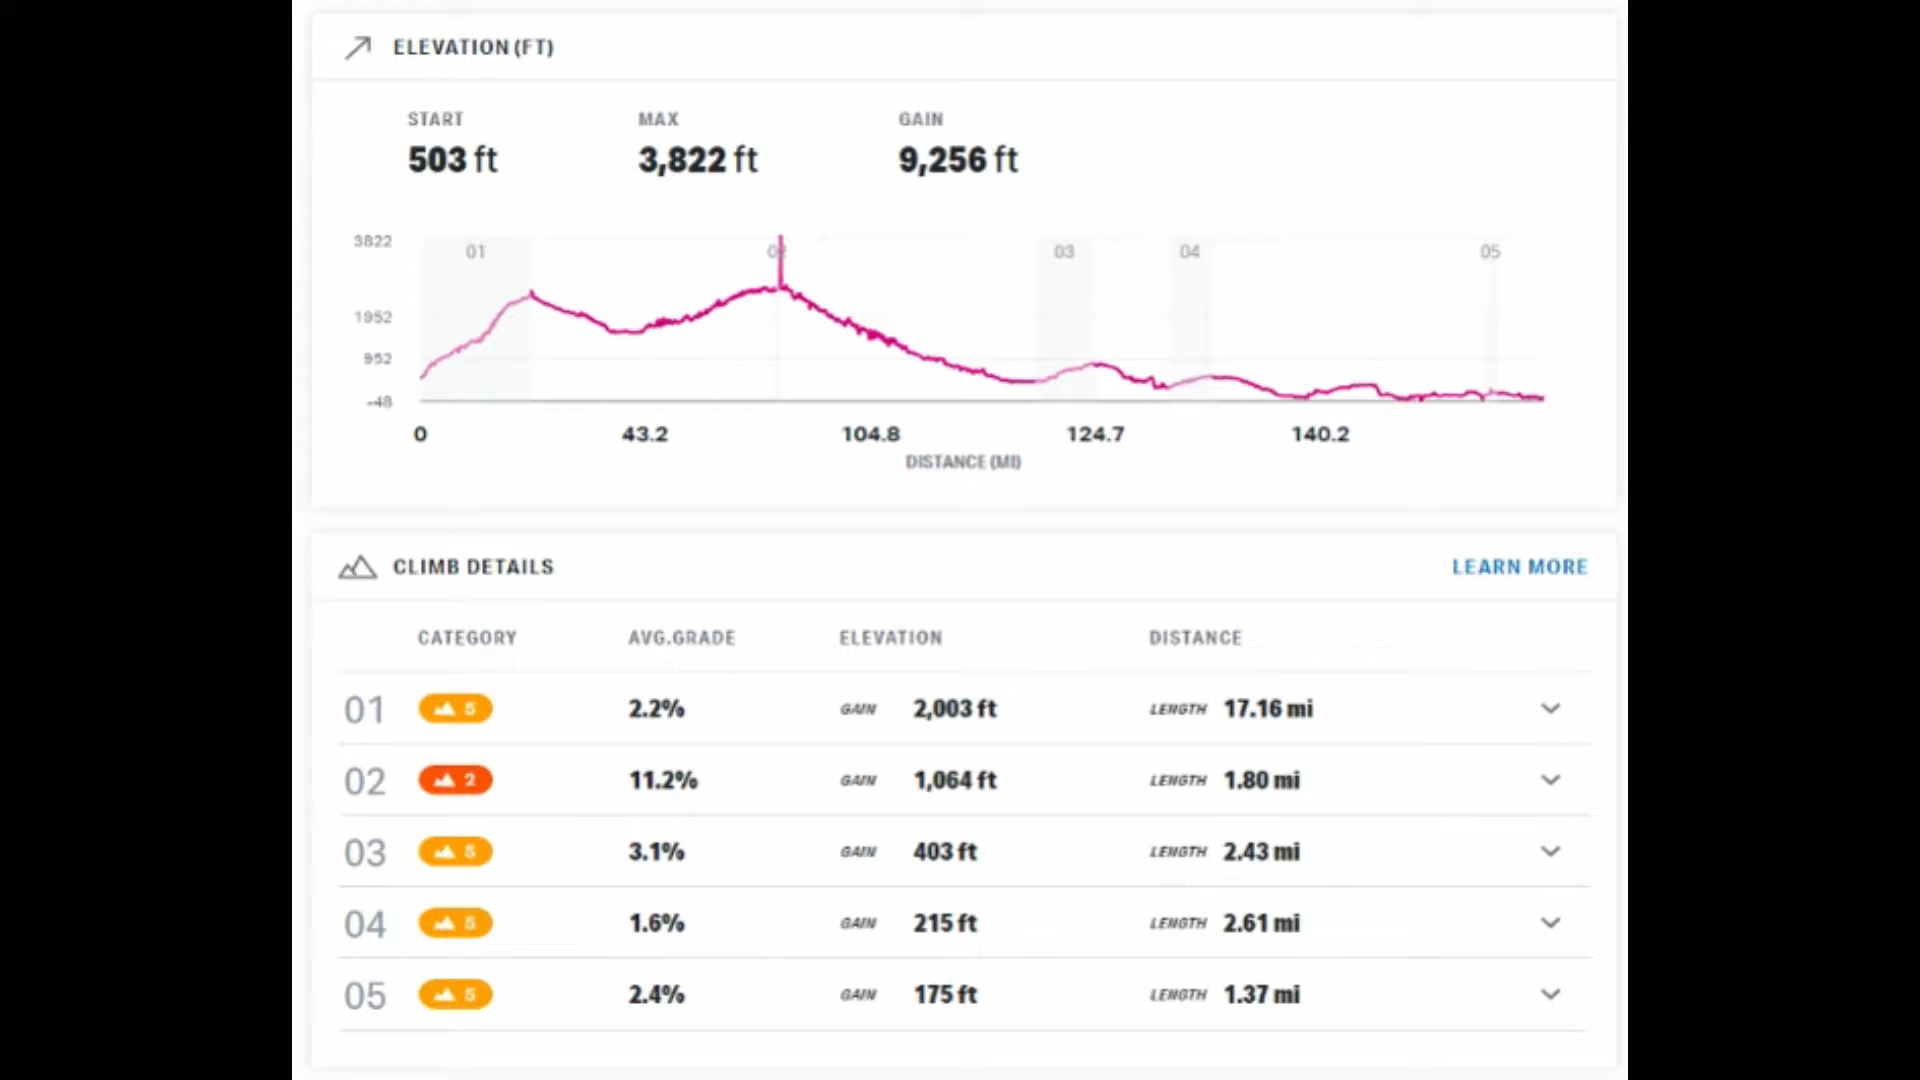 ELEVATION (FT)
START MAX GAIN
503 ft 3,822 ft 9,256 ft
3822
01 02 03 04 05
1952
952
-48
0 43.2 104.8 124.7 140.2
DISTANCE (MI)
CLIMB DETAILS LEARN MORE
CATEGORY AVG.GRADE ELEVATION DISTANCE
01 5 2.2% GAIN 2,003 ft LENGTH 17.16 mi
02 2 11.2% GAIN 1,064 ft LENGTH 1.80 mi
03 5 3.1% GAIN 403 ft LENGTH 2.43 mi
04 5 1.6% GAIN 215 ft LENGTH 2.61 mi
05 5 2.4% GAIN 175 ft LENGTH 1.37 mi